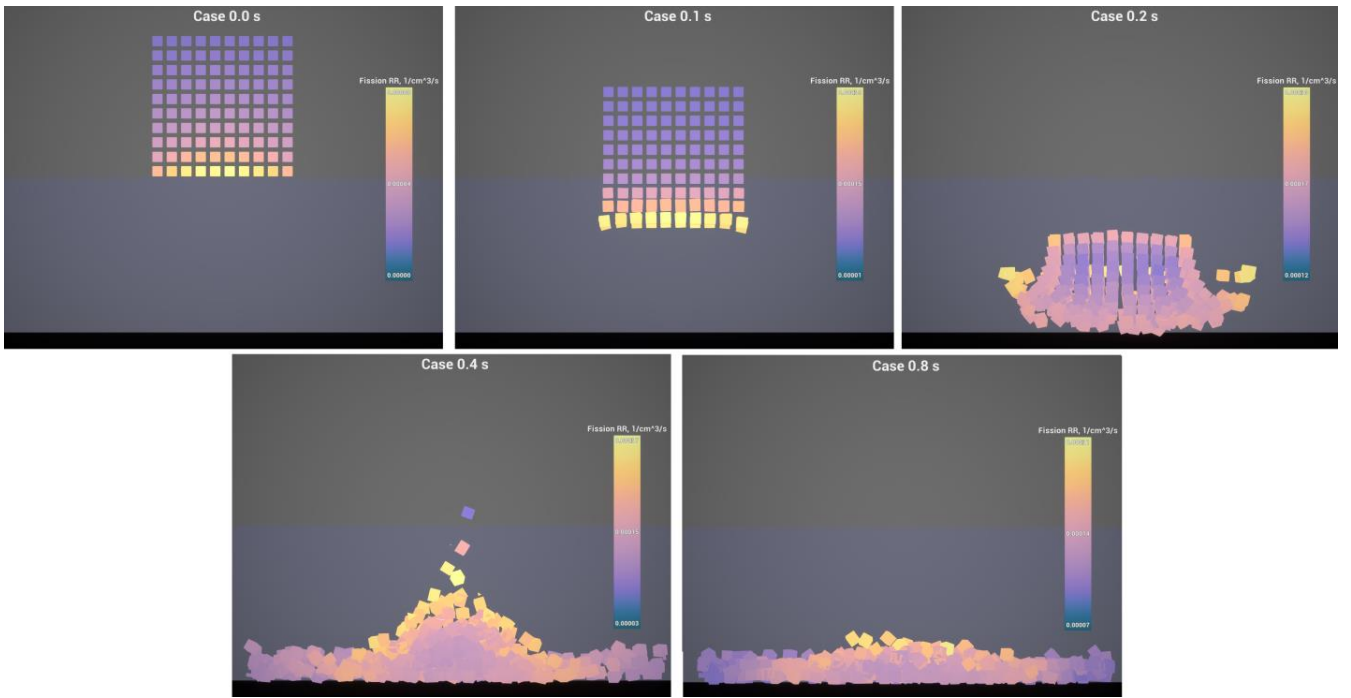 Case 0.0 s
Fission RR, 1/cm^3/s
0.00004
0.00000
Case 0.1 s
Fission RR, 1/cm^3/s
0.00015
0.00001
Case 0.2 s
Fission RR, 1/cm^3/s
0.00017
0.00012
Case 0.4 s
Fission RR, 1/cm^3/s
0.00015
0.00003
Case 0.8 s
Fission RR, 1/cm^3/s
0.00014
0.00007